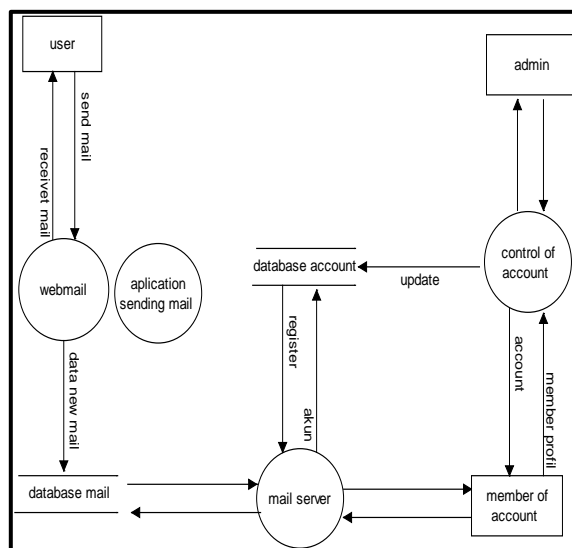 user
admin
send mail
receivet mail
webmail
aplication
sending mail
database account
update
control of
account
register
akun
account
member profil
data new mail
database mail
mail server
member of
account